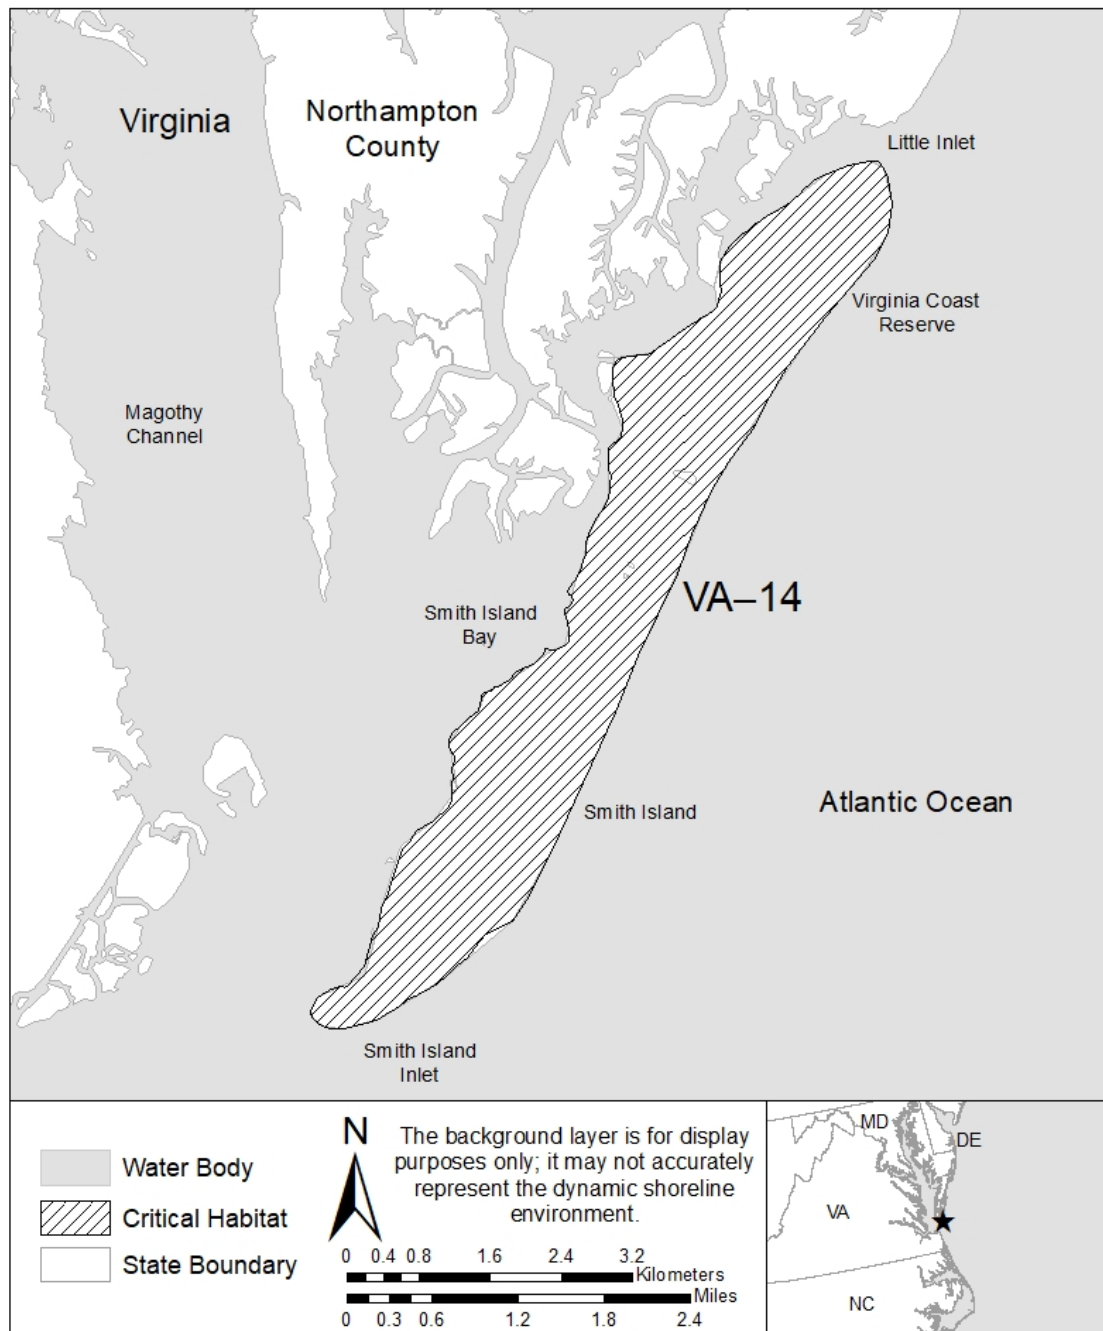 Virginia
Northampton
County
Little Inlet
Virginia Coast
Reserve
Magothy
Channel
VA–14
Smith Island
Bay
Smith Island
Atlantic Ocean
Smith Island
Inlet
Water Body
Critical Habitat
State Boundary
N
The background layer is for display
purposes only; it may not accurately
represent the dynamic shoreline
environment.
0 0.4 0.8 1.6 2.4 3.2
Kilometers
Miles
0 0.3 0.6 1.2 1.8 2.4
MD
DE
VA
NC